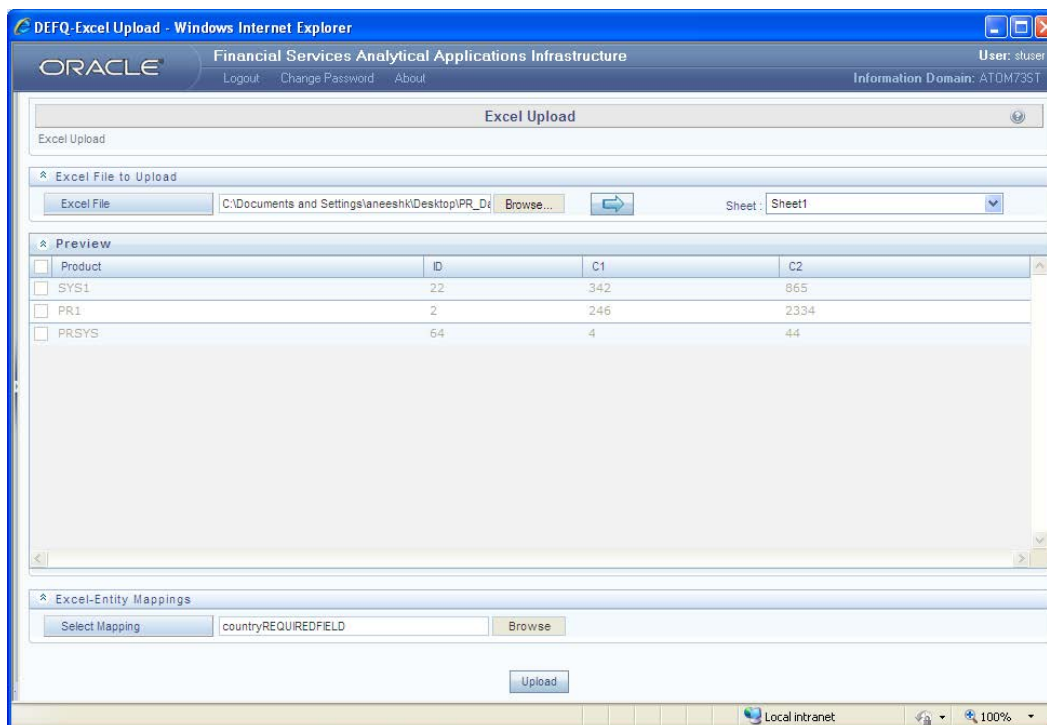 DEFQ-Excel Upload - Windows Internet Explorer
ORACLE
Financial Services Analytical Applications Infrastructure
User: stuser
Logout Change Password About
Information Domain: ATOM73ST
Excel Upload
Excel Upload
Excel File to Upload
Excel File C:\Documents and Settings\aneeshk\Desktop\PR_Da Browse... Sheet : Sheet1
Preview
Product ID C1 C2
SYS1 22 342 865
PR1 2 246 2334
PRSYS 64 4 44
Excel-Entity Mappings
Select Mapping countryREQUIREDFIELD Browse
Upload
Local intranet 100%